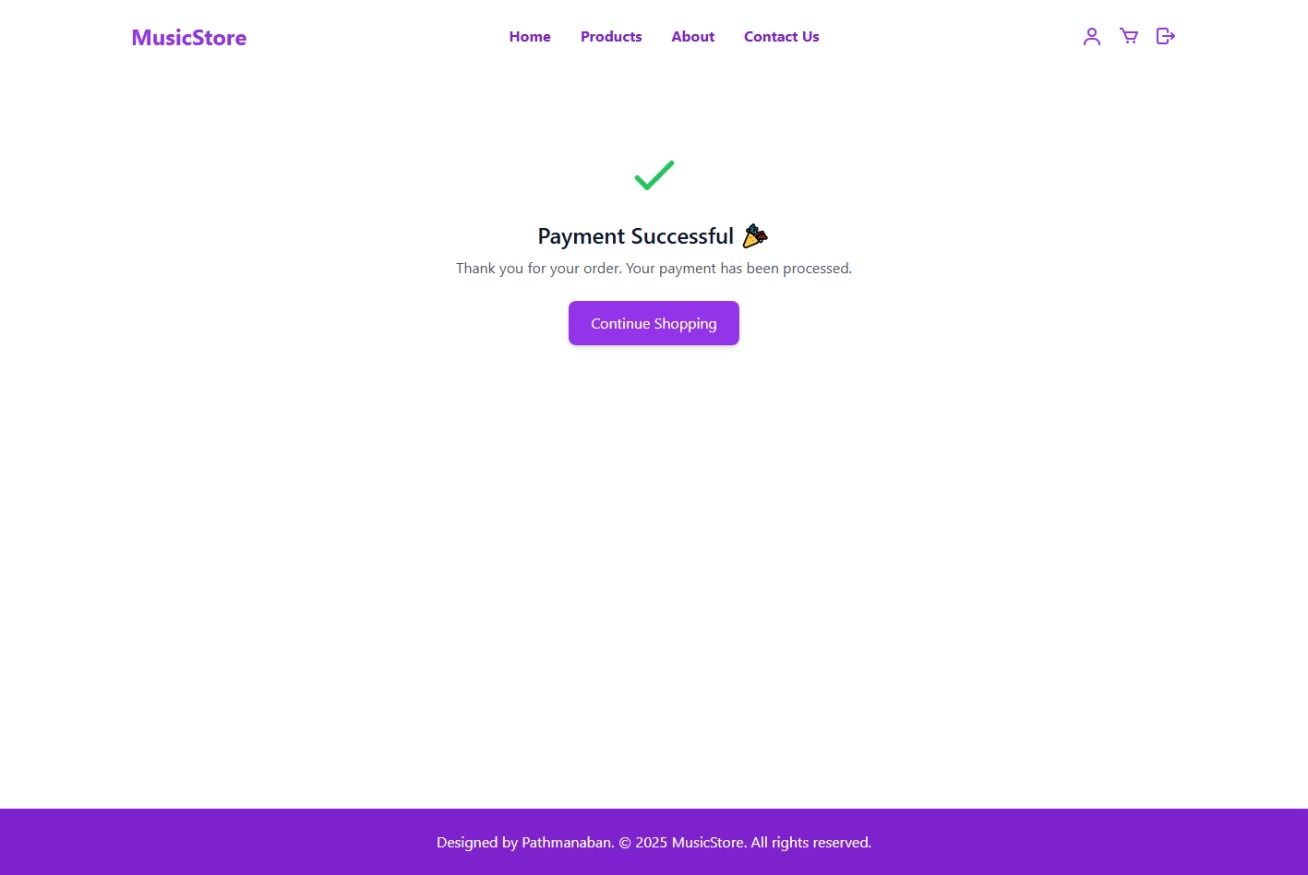 MusicStore
Home
Products
About
Contact Us
Payment Successful 🎉
Thank you for your order. Your payment has been processed.
Continue Shopping
Designed by Pathmanaban. © 2025 MusicStore. All rights reserved.